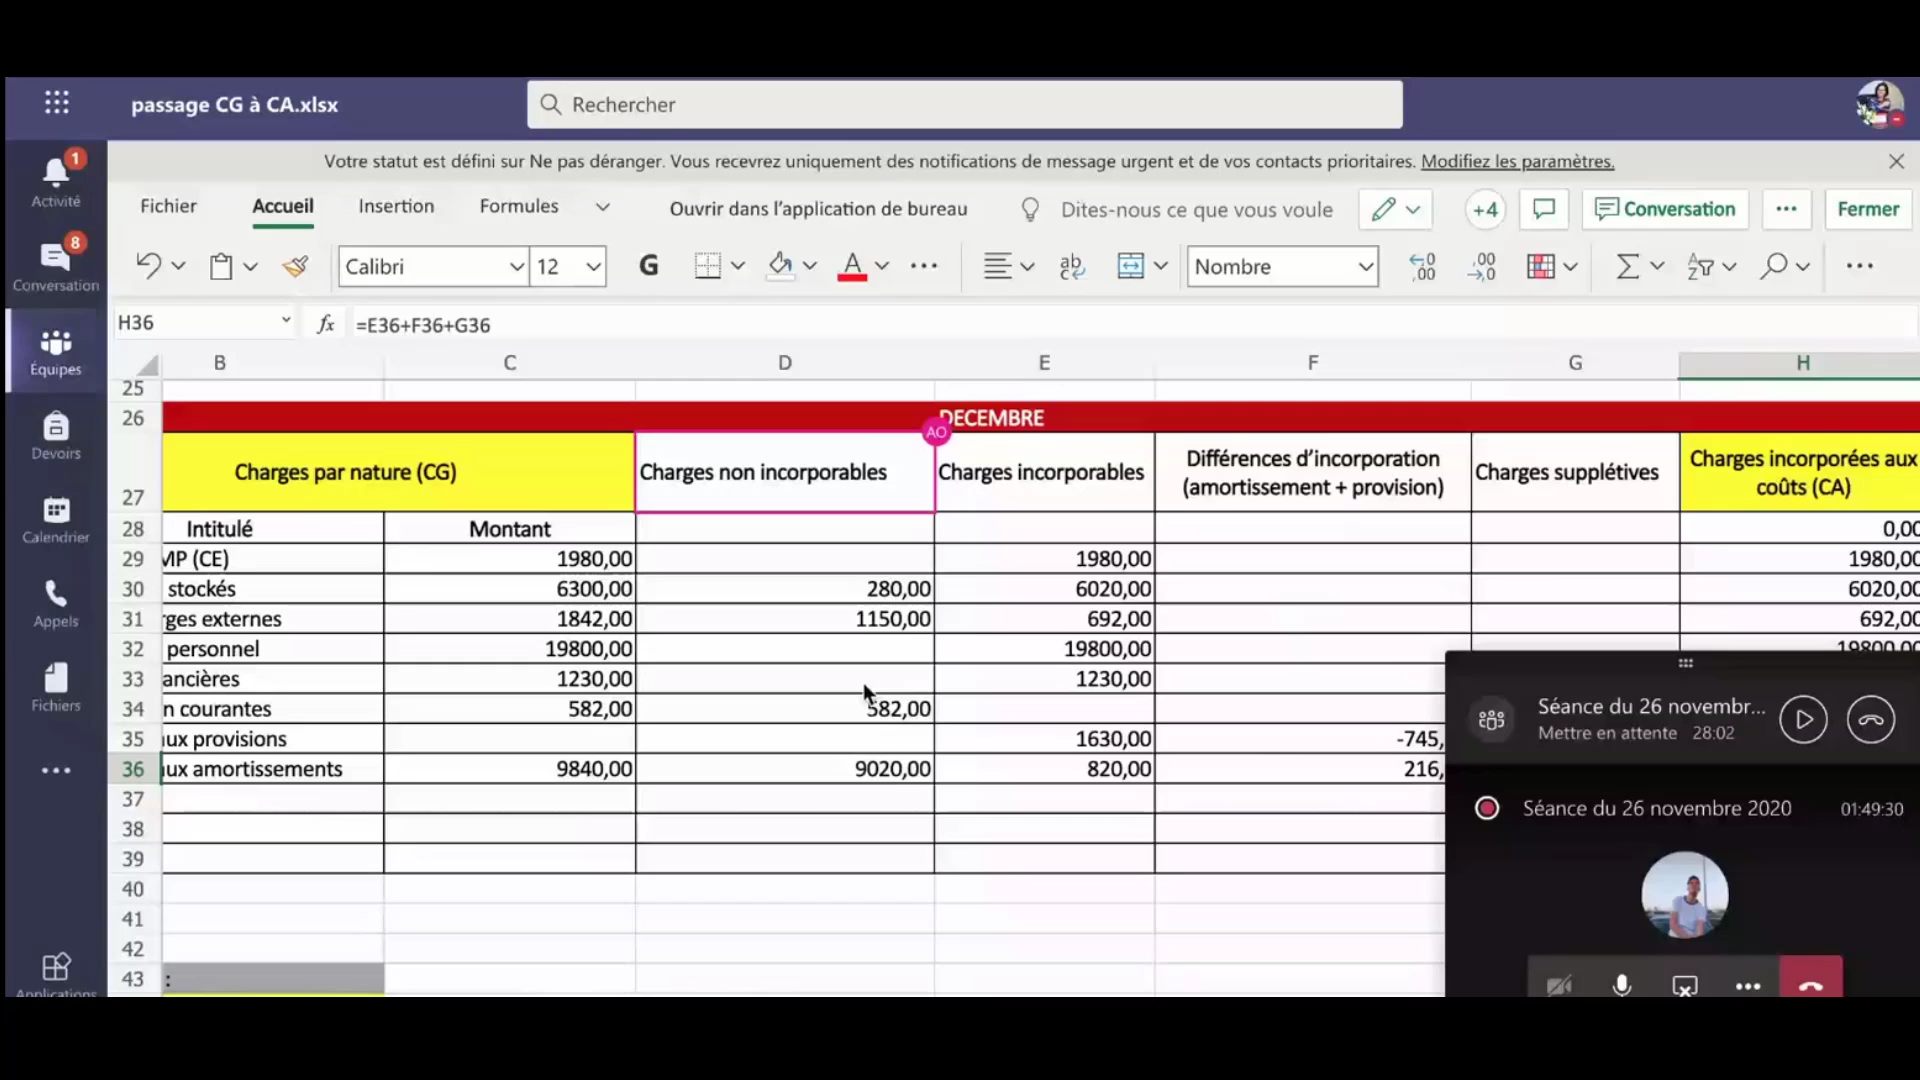 passage CG à CA.xlsx
Rechercher
Votre statut est défini sur Ne pas déranger. Vous recevrez uniquement des notifications de message urgent et de vos contacts prioritaires. Modifiez les paramètres.
1
Activité
8
Conversation
Équipes
Devoirs
Calendrier
Appels
Fichiers
Applications
Fichier Accueil Insertion Formules Ouvrir dans l'application de bureau Dites-nous ce que vous voule +4 Conversation ... Fermer
Calibri 12 G A ... ab Nombre ,00 ,00 Σ ...
H36 fx =E36+F36+G36
B C D E F G H
25
26 DECEMBRE
AO
27 Charges par nature (CG) Charges non incorporables Charges incorporables Différences d'incorporation (amortissement + provision) Charges supplétives Charges incorporées aux coûts (CA)
28 Intitulé Montant 0,00
29 MP (CE) 1980,00 1980,00 1980,00
30 stockés 6300,00 280,00 6020,00 6020,00
31 ges externes 1842,00 1150,00 692,00 692,00
32 personnel 19800,00 19800,00 19800,00
33 ancières 1230,00 1230,00
34 n courantes 582,00 582,00
35 ux provisions 1630,00 -745,
36 ux amortissements 9840,00 9020,00 820,00 216,
37
38
39
40
41
42
43 :
Séance du 26 novembr...
Mettre en attente 28:02
Séance du 26 novembre 2020 01:49:30